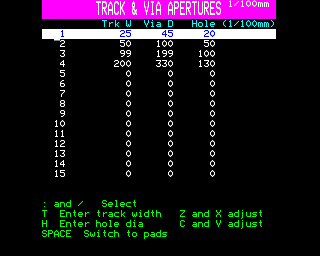 TRACK & VIA APERTURES 1/100mm
Trk W Via D Hole (1/100mm)
1 25 45 20
2 50 100 50
3 99 199 100
4 200 330 130
5 0 0 0
6 0 0 0
7 0 0 0
8 0 0 0
9 0 0 0
10 0 0 0
11 0 0 0
12 0 0 0
13 0 0 0
14 0 0 0
15 0 0 0
: and / Select
T Enter track width Z and X adjust
H Enter hole dia C and V adjust
SPACE Switch to pads